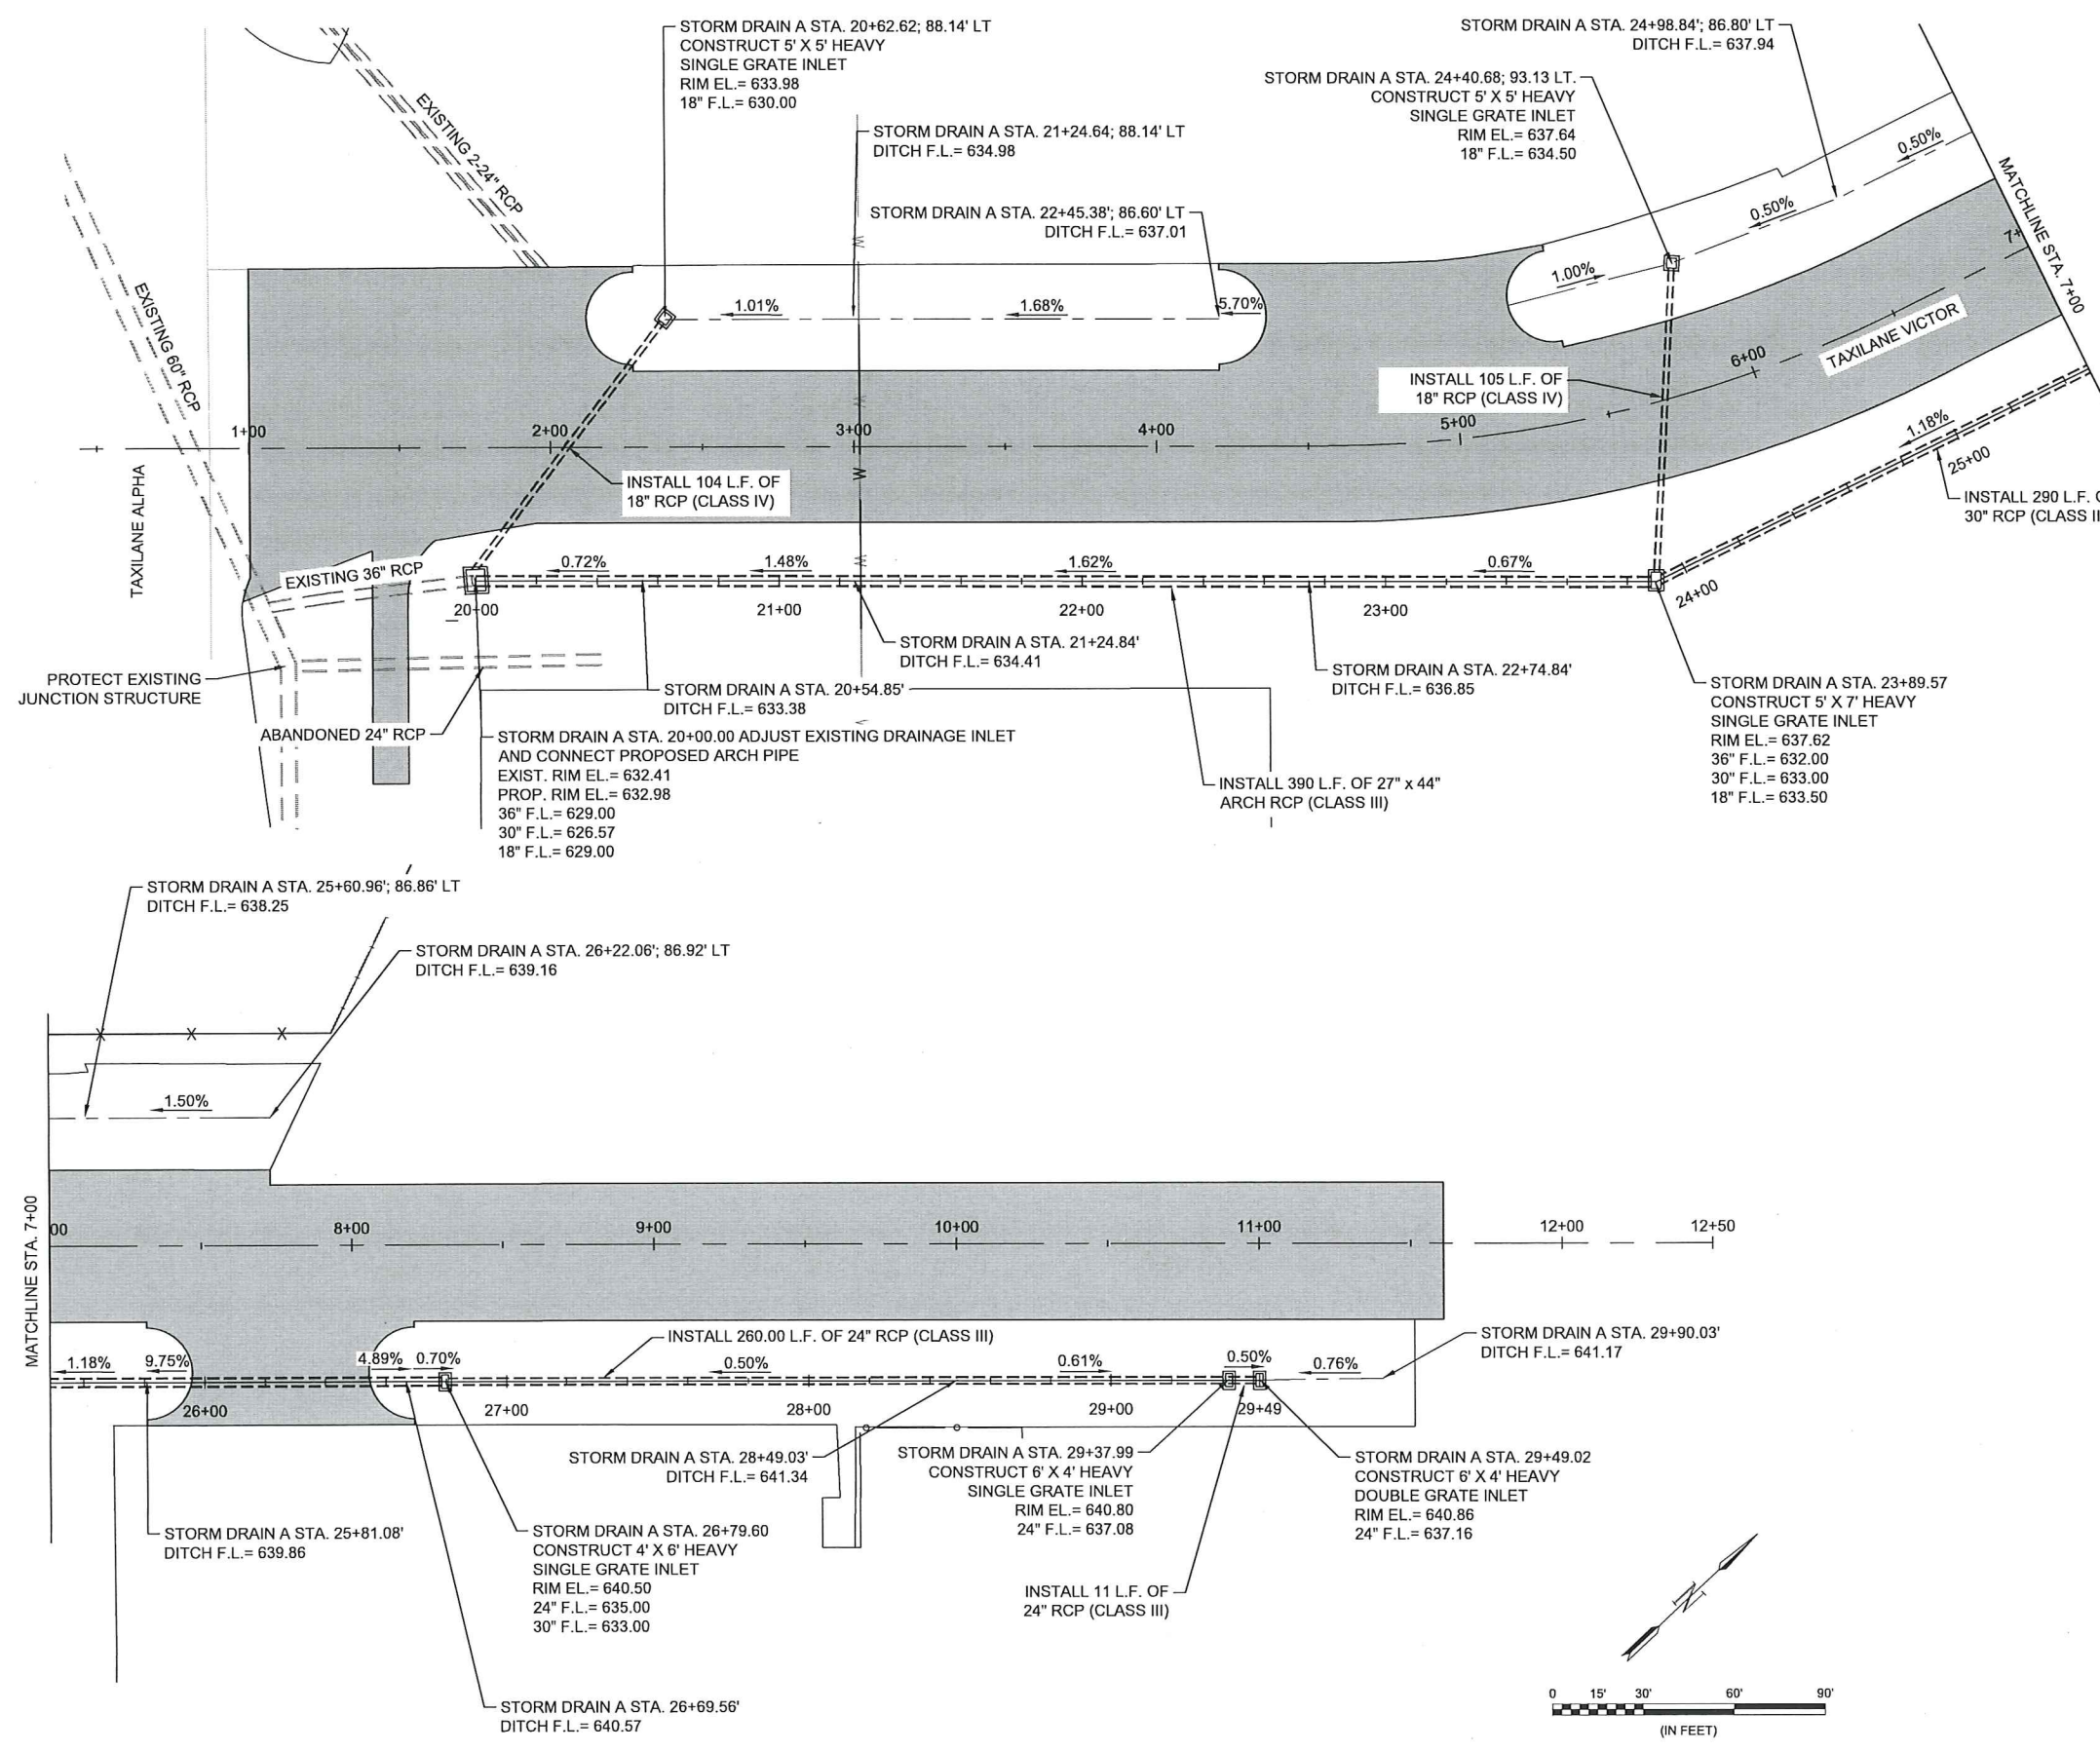 STORM DRAIN A STA. 20+62.62; 88.14' LT
CONSTRUCT 5' X 5' HEAVY
SINGLE GRATE INLET
RIM EL.= 633.98
18" F.L.= 630.00
STORM DRAIN A STA. 24+98.84'; 86.80' LT
DITCH F.L.= 637.94
STORM DRAIN A STA. 24+40.68; 93.13 LT.
CONSTRUCT 5' X 5' HEAVY
SINGLE GRATE INLET
RIM EL.= 637.64
18" F.L.= 634.50
EXISTING 2-24" RCP
STORM DRAIN A STA. 21+24.64; 88.14' LT
DITCH F.L.= 634.98
STORM DRAIN A STA. 22+45.38'; 86.60' LT
DITCH F.L.= 637.01
0.50%
0.50%
MATCHLINE STA. 7+00
7+
EXISTING 60" RCP
W
1.00%
1.01%
1.68%
5.70%
TAXILANE VICTOR
6+00
INSTALL 105 L.F. OF
18" RCP (CLASS IV)
W
1+00
2+00
3+00
4+00
5+00
1.18%
25+00
TAXILANE ALPHA
W
INSTALL 104 L.F. OF
18" RCP (CLASS IV)
INSTALL 290 L.F. O
30" RCP (CLASS II
EXISTING 36" RCP
W
0.72%
1.48%
1.62%
0.67%
20+00
21+00
22+00
23+00
24+00
STORM DRAIN A STA. 21+24.84'
DITCH F.L.= 634.41
STORM DRAIN A STA. 22+74.84'
DITCH F.L.= 636.85
PROTECT EXISTING
JUNCTION STRUCTURE
STORM DRAIN A STA. 20+54.85'
DITCH F.L.= 633.38
STORM DRAIN A STA. 23+89.57
CONSTRUCT 5' X 7' HEAVY
SINGLE GRATE INLET
RIM EL.= 637.62
36" F.L.= 632.00
30" F.L.= 633.00
18" F.L.= 633.50
ABANDONED 24" RCP
STORM DRAIN A STA. 20+00.00 ADJUST EXISTING DRAINAGE INLET
AND CONNECT PROPOSED ARCH PIPE
EXIST. RIM EL.= 632.41
PROP. RIM EL.= 632.98
36" F.L.= 629.00
30" F.L.= 626.57
18" F.L.= 629.00
INSTALL 390 L.F. OF 27" x 44"
ARCH RCP (CLASS III)
STORM DRAIN A STA. 25+60.96'; 86.86' LT
DITCH F.L.= 638.25
STORM DRAIN A STA. 26+22.06'; 86.92' LT
DITCH F.L.= 639.16
1.50%
MATCHLINE STA. 7+00
00
8+00
9+00
10+00
11+00
12+00
12+50
INSTALL 260.00 L.F. OF 24" RCP (CLASS III)
STORM DRAIN A STA. 29+90.03'
DITCH F.L.= 641.17
1.18%
9.75%
4.89%
0.70%
0.50%
0.61%
0.50%
0.76%
26+00
27+00
28+00
29+00
29+49
STORM DRAIN A STA. 28+49.03'
DITCH F.L.= 641.34
STORM DRAIN A STA. 29+37.99
CONSTRUCT 6' X 4' HEAVY
SINGLE GRATE INLET
RIM EL.= 640.80
24" F.L.= 637.08
STORM DRAIN A STA. 29+49.02
CONSTRUCT 6' X 4' HEAVY
DOUBLE GRATE INLET
RIM EL.= 640.86
24" F.L.= 637.16
STORM DRAIN A STA. 25+81.08'
DITCH F.L.= 639.86
STORM DRAIN A STA. 26+79.60
CONSTRUCT 4' X 6' HEAVY
SINGLE GRATE INLET
RIM EL.= 640.50
24" F.L.= 635.00
30" F.L.= 633.00
INSTALL 11 L.F. OF
24" RCP (CLASS III)
STORM DRAIN A STA. 26+69.56'
DITCH F.L.= 640.57
N
0 15' 30' 60' 90'
(IN FEET)